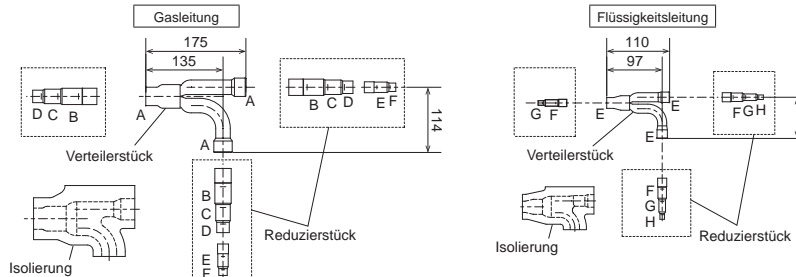 Gasleitung
175
135
D C B
A
A
B C D
E F
114
Verteilerstück
A
B
C
D
E
F
Reduzierstück
Isolierung
Flüssigkeitsleitung
110
97
G F
E
E
F G H
Verteilerstück
E
F
G
H
Reduzierstück
Isolierung